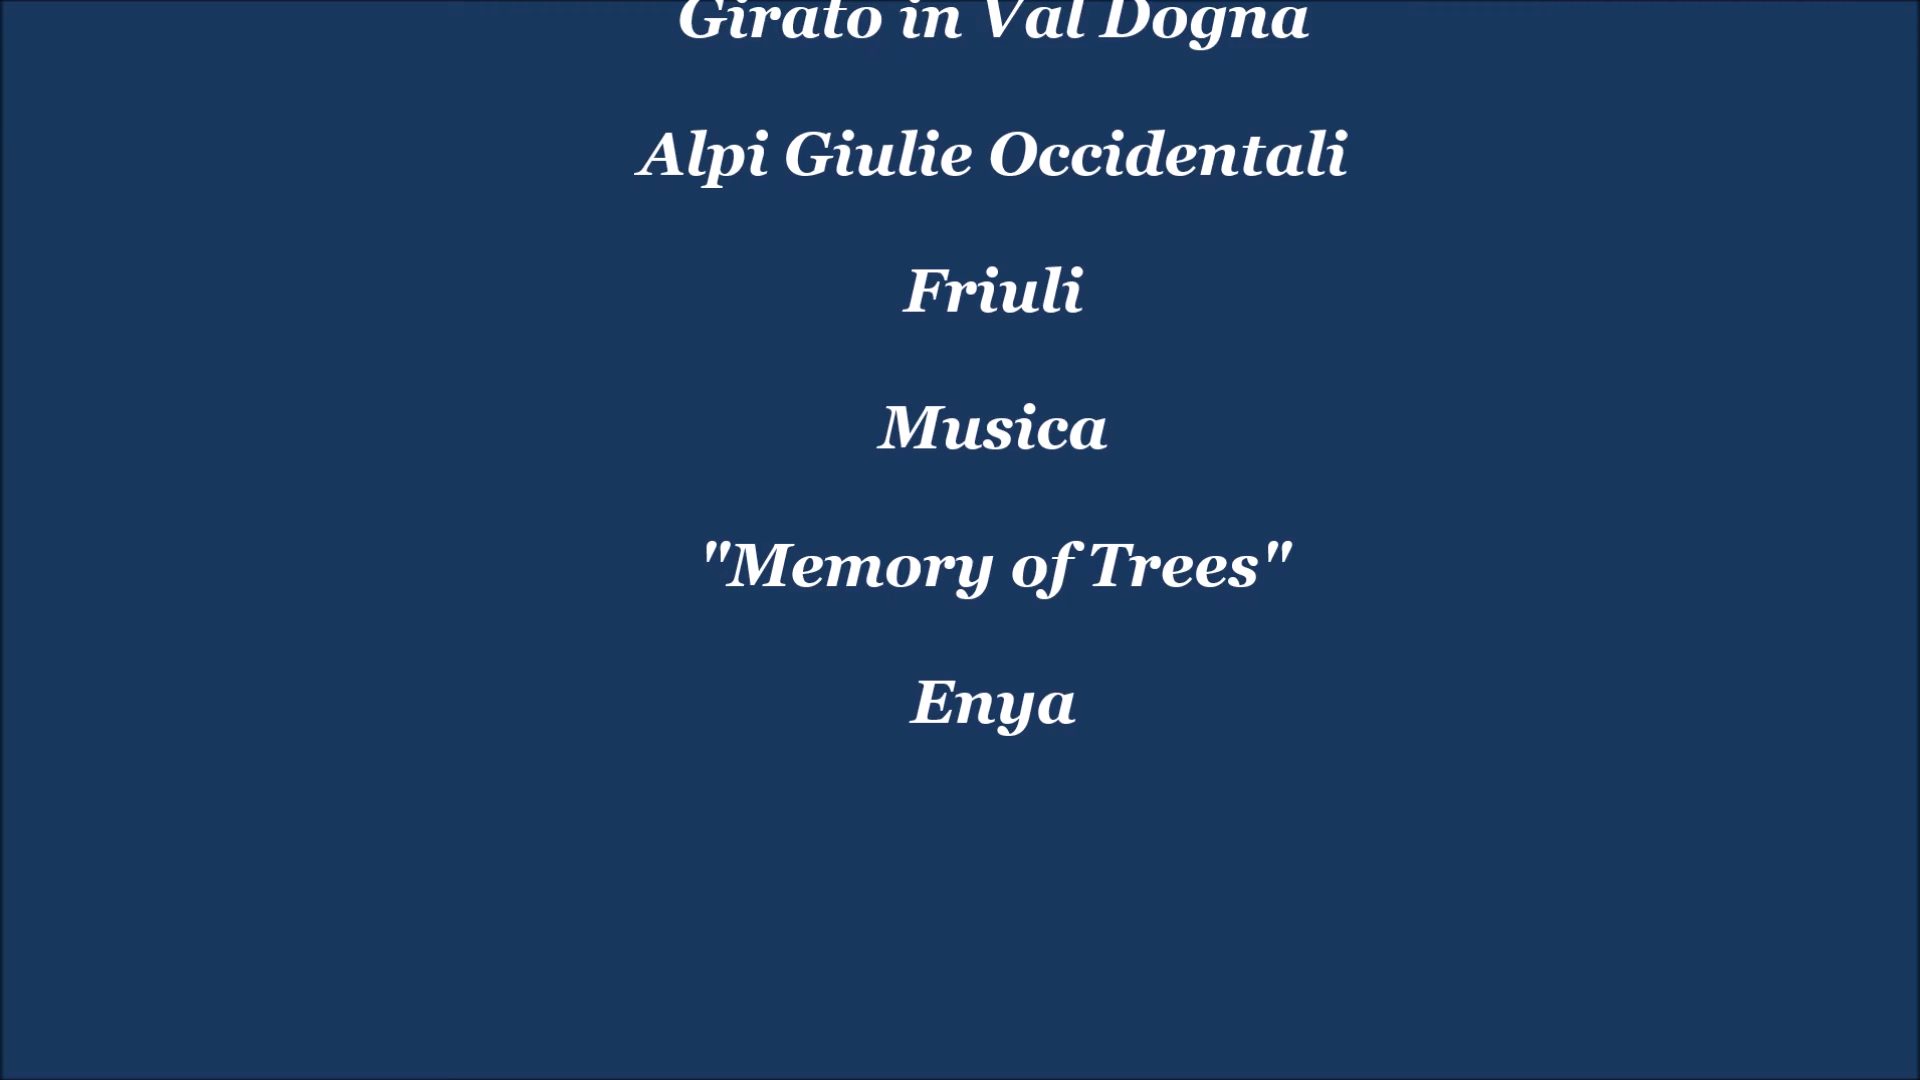 Girato in Val Dogna
Alpi Giulie Occidentali
Friuli
Musica
"Memory of Trees"
Enya